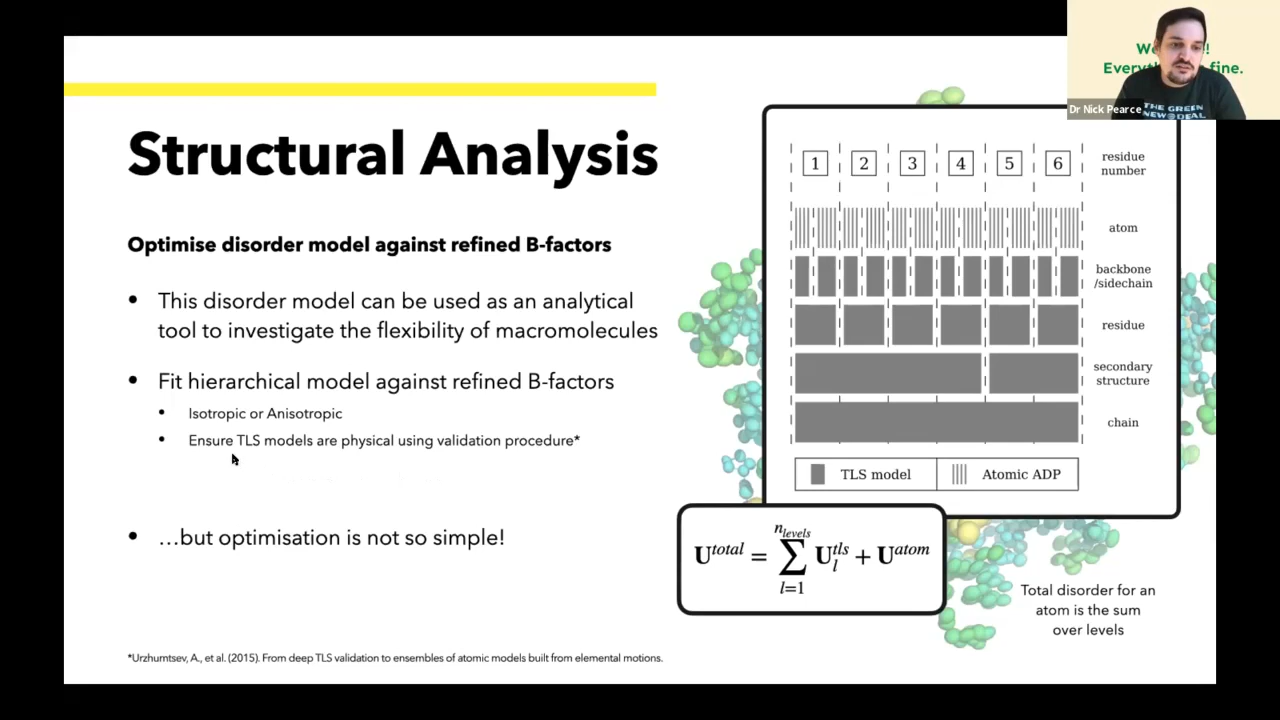 We !
Every fine.
Dr Nick Pearce
THE GREEN
NEW DEAL
Structural Analysis
Optimise disorder model against refined B-factors
• This disorder model can be used as an analytical
tool to investigate the flexibility of macromolecules
• Fit hierarchical model against refined B-factors
• Isotropic or Anisotropic
• Ensure TLS models are physical using validation procedure*
• …but optimisation is not so simple!
*Urzhumtsev, A., et al. (2015). From deep TLS validation to ensembles of atomic models built from elemental motions.
1 2 3 4 5 6 residue
number
atom
backbone
/sidechain
residue
secondary
structure
chain
TLS model Atomic ADP
U^total = ∑_{l=1}^{n_levels} U_l^tls + U^atom
Total disorder for an
atom is the sum
over levels